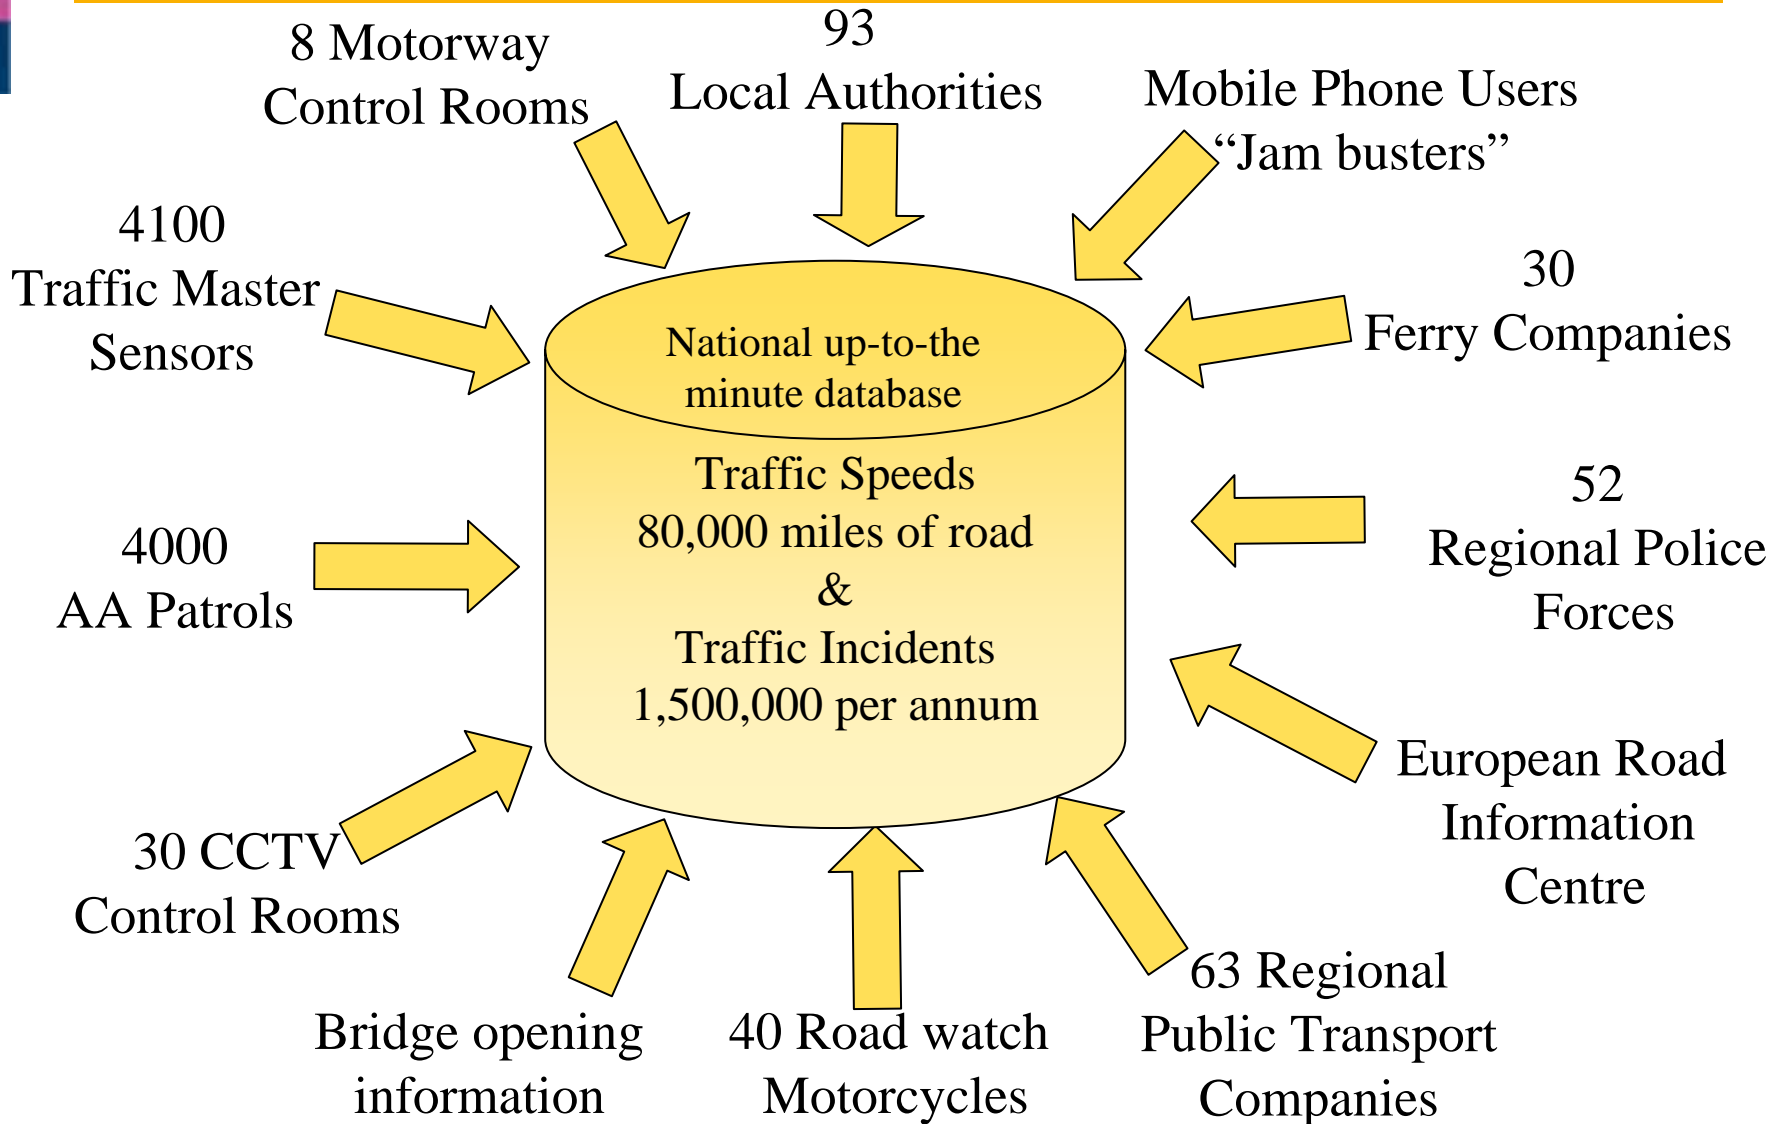 8 Motorway
Control Rooms
93
Local Authorities
Mobile Phone Users
“Jam busters”
4100
Traffic Master
Sensors
30
Ferry Companies
National up-to-the
minute database
Traffic Speeds
80,000 miles of road
&
Traffic Incidents
1,500,000 per annum
4000
AA Patrols
52
Regional Police
Forces
30 CCTV
Control Rooms
European Road
Information
Centre
Bridge opening
information
40 Road watch
Motorcycles
63 Regional
Public Transport
Companies